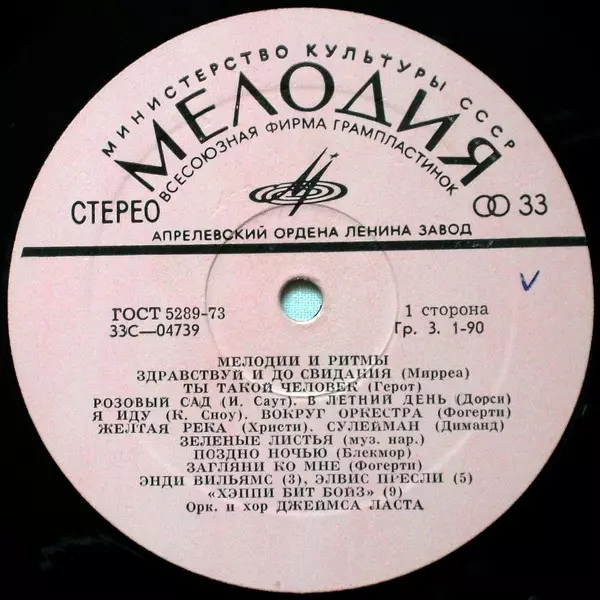 МИНИСТЕРСТВО КУЛЬТУРЫ СССР
МЕЛОДИЯ
ВСЕСОЮЗНАЯ ФИРМА ГРАМПЛАСТИНОК
СТЕРЕО
33
АПРЕЛЕВСКИЙ ОРДЕНА ЛЕНИНА ЗАВОД
ГОСТ 5289-73
33С—04739
1 сторона
Гр. 3. 1-90
МЕЛОДИИ И РИТМЫ
ЗДРАВСТВУЙ И ДО СВИДАНИЯ (Мирреа)
ТЫ ТАКОЙ ЧЕЛОВЕК (Герот)
РОЗОВЫЙ САД (И. Саут). В ЛЕТНИЙ ДЕНЬ (Дорси)
Я ИДУ (К. Сноу). ВОКРУГ ОРКЕСТРА (Фогерти)
ЖЕЛТАЯ РЕКА (Христи). СУЛЕЙМАН (Диманд)
ЗЕЛЕНЫЕ ЛИСТЬЯ (муз. нар.)
ПОЗДНО НОЧЬЮ (Блекмор)
ЗАГЛЯНИ КО МНЕ (Фогерти)
ЭНДИ ВИЛЬЯМС (3), ЭЛВИС ПРЕСЛИ (5)
«ХЭППИ БИТ БОЙЗ» (9)
Орк. и хор ДЖЕЙМСА ЛАСТА